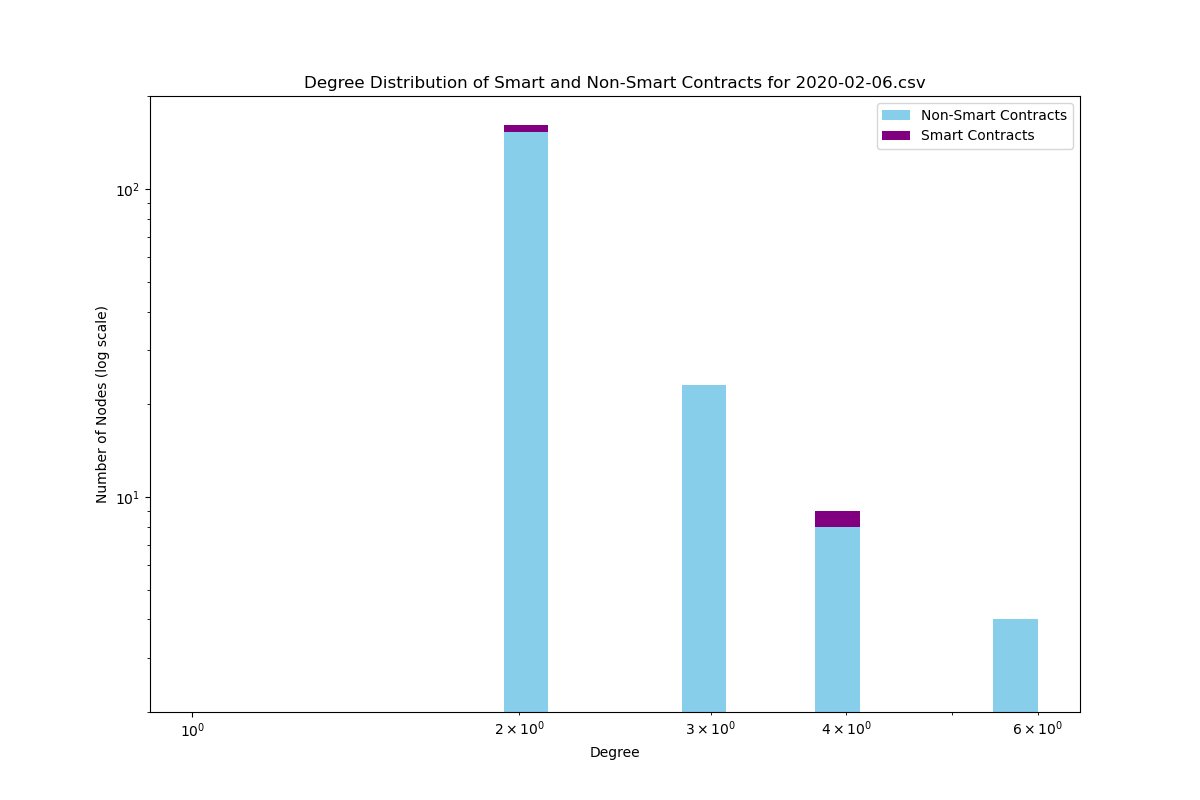 Degree Distribution of Smart and Non-Smart Contracts for 2020-02-06.csv
Non-Smart Contracts
Smart Contracts
Number of Nodes (log scale)
10²
10¹
10⁰
2 × 10⁰
3 × 10⁰
4 × 10⁰
6 × 10⁰
Degree